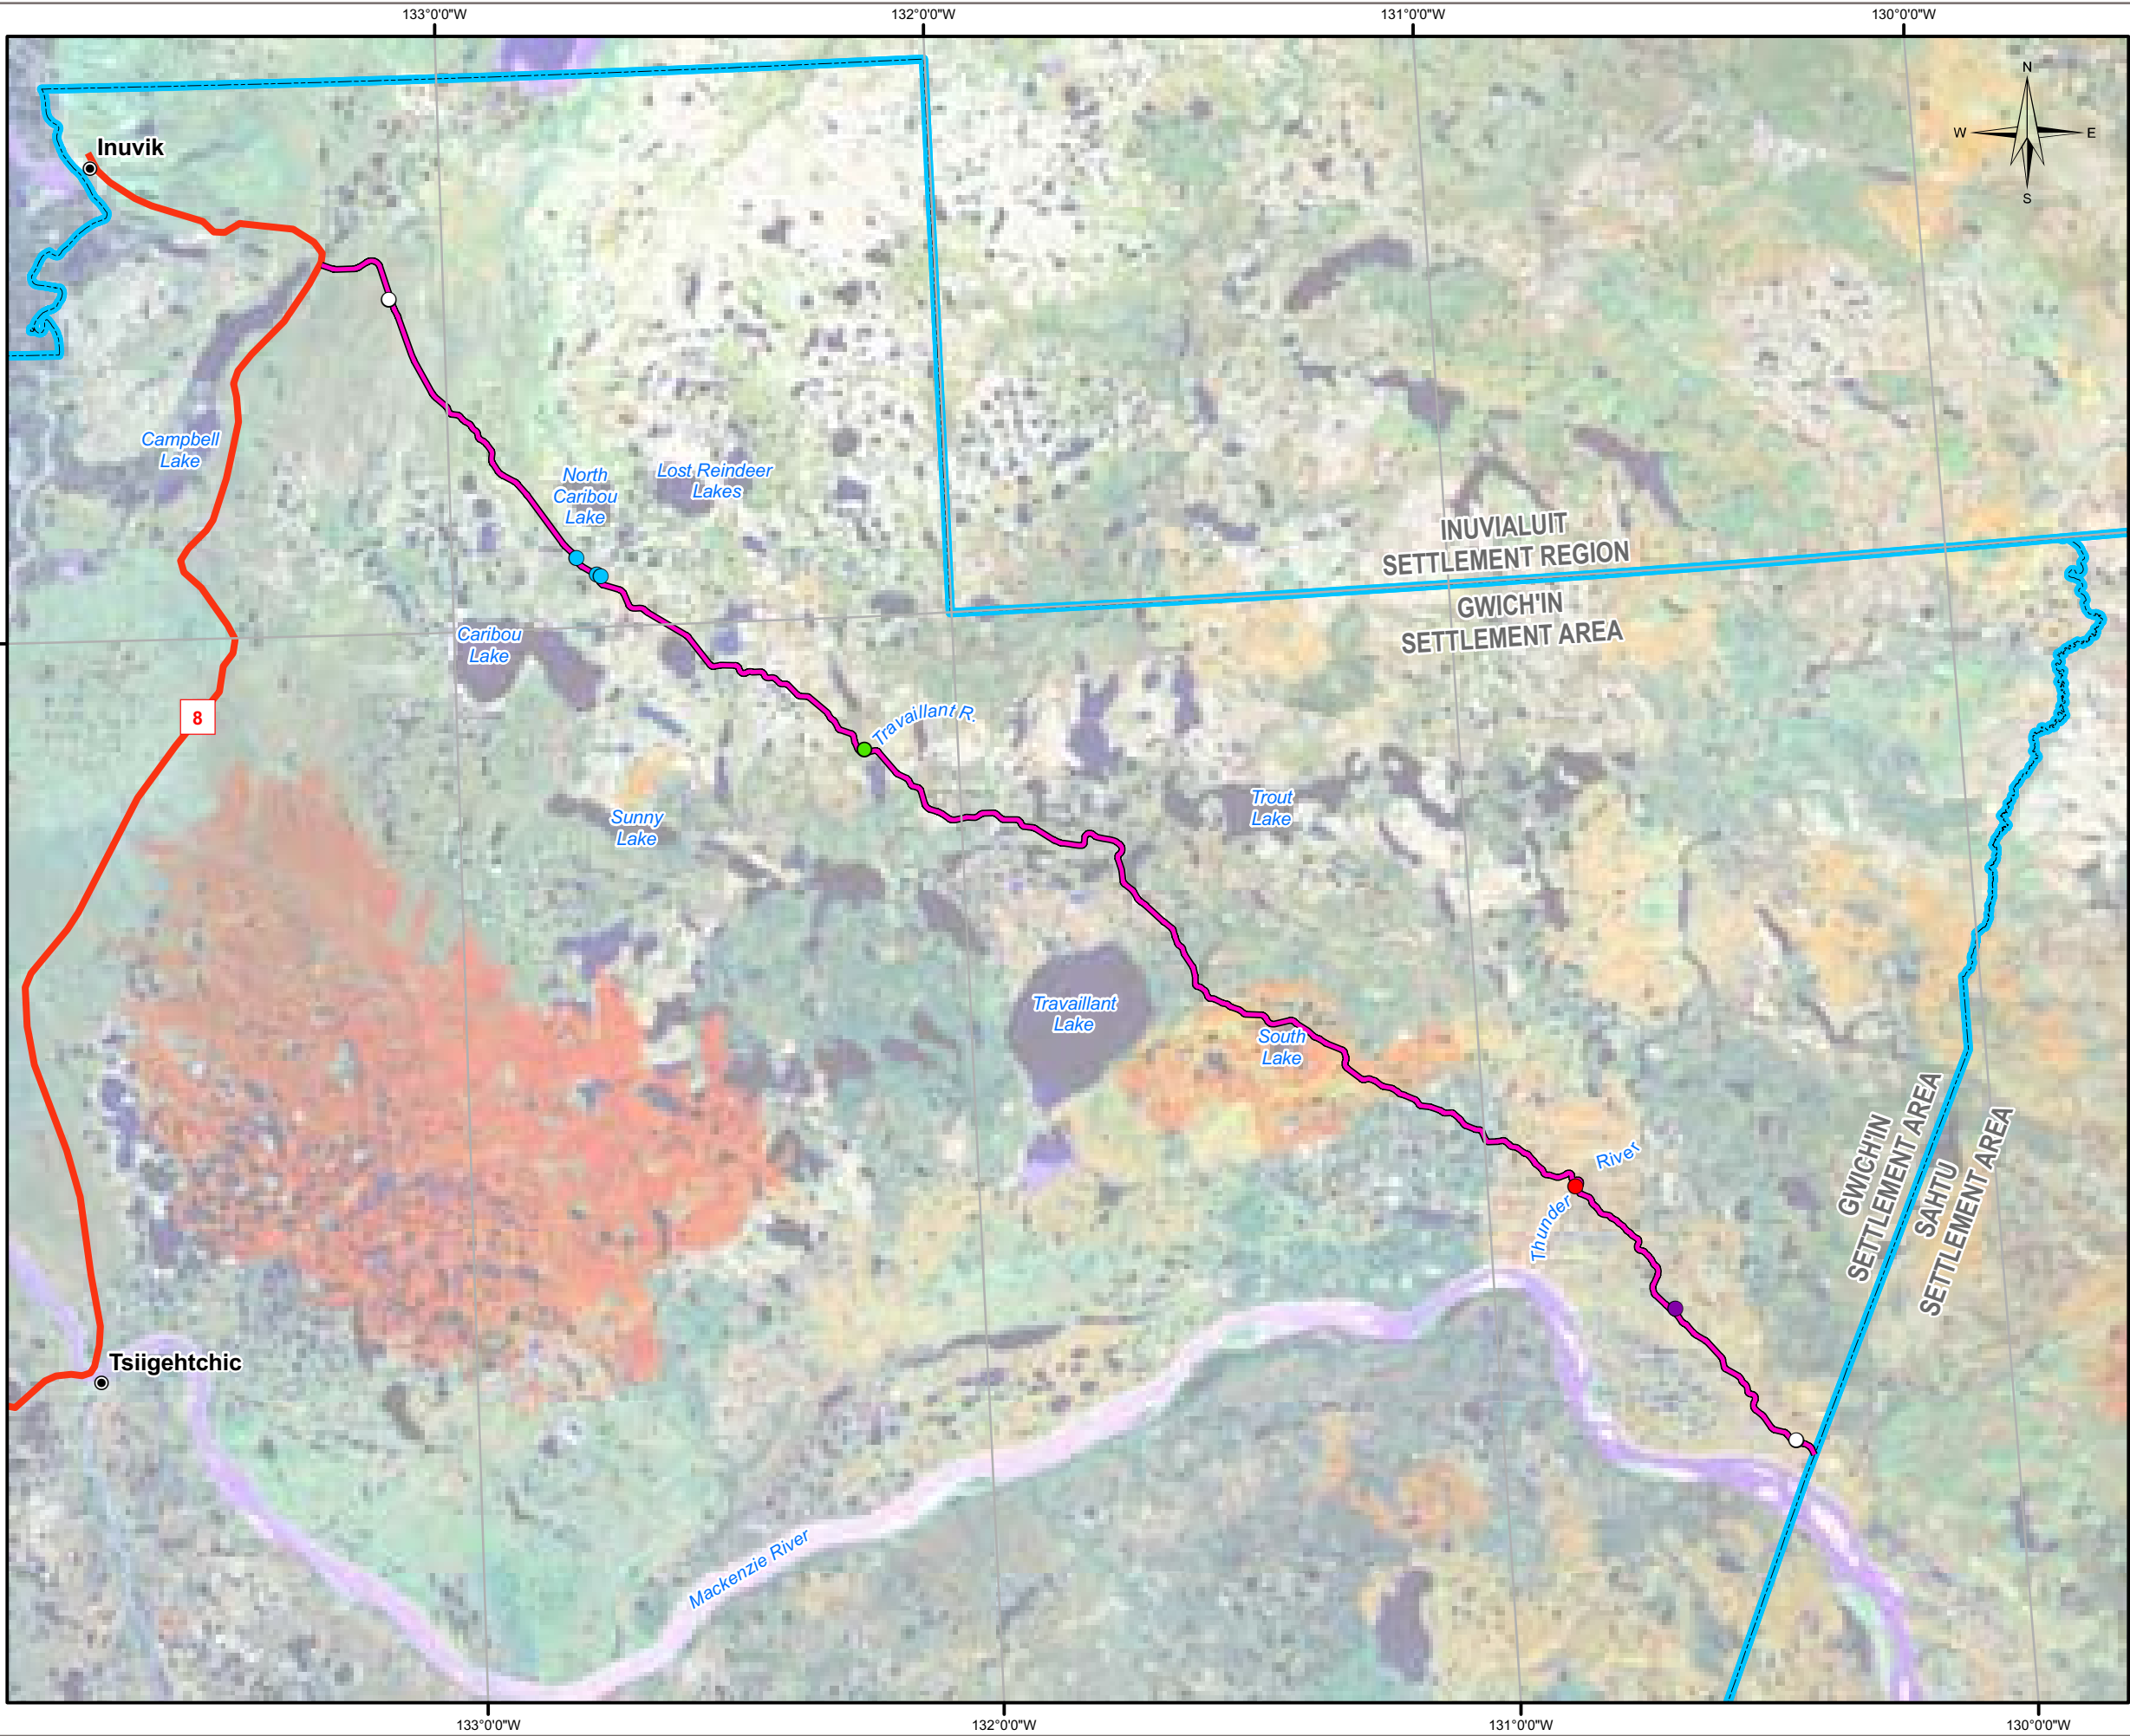 133°0'0"W
132°0'0"W
131°0'0"W
130°0'0"W
N
W
E
S
Inuvik
Campbell
Lake
North
Caribou
Lake
Lost Reindeer
Lakes
INUVIALUIT
SETTLEMENT REGION
GWICH'IN
SETTLEMENT AREA
Caribou
Lake
8
Travaillant R.
Sunny
Lake
Trout
Lake
Travaillant
Lake
South
Lake
Thunder
River
GWICH'IN
SETTLEMENT AREA
SAHTU
SETTLEMENT AREA
Tsiigehtchic
Mackenzie River
133°0'0"W
132°0'0"W
131°0'0"W
130°0'0"W